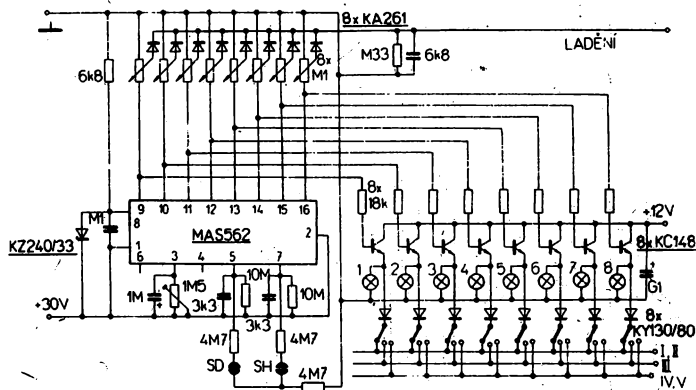 8x KA261
LADĚNÍ
6k8
8x
M1
M33
6k8
9 10 11 12 13 14 15 16
8
MAS562
2
1
6 3 4 5 7
M1
KZ240/33
+30V
1M
1M5
3k3
10M
3k3
10M
4M7
4M7
SD
SH
4M7
8x
18k
+12V
8x KC148
1 2 3 4 5 6 7 8
G1
8x
KY130/80
I, II
III
IV, V